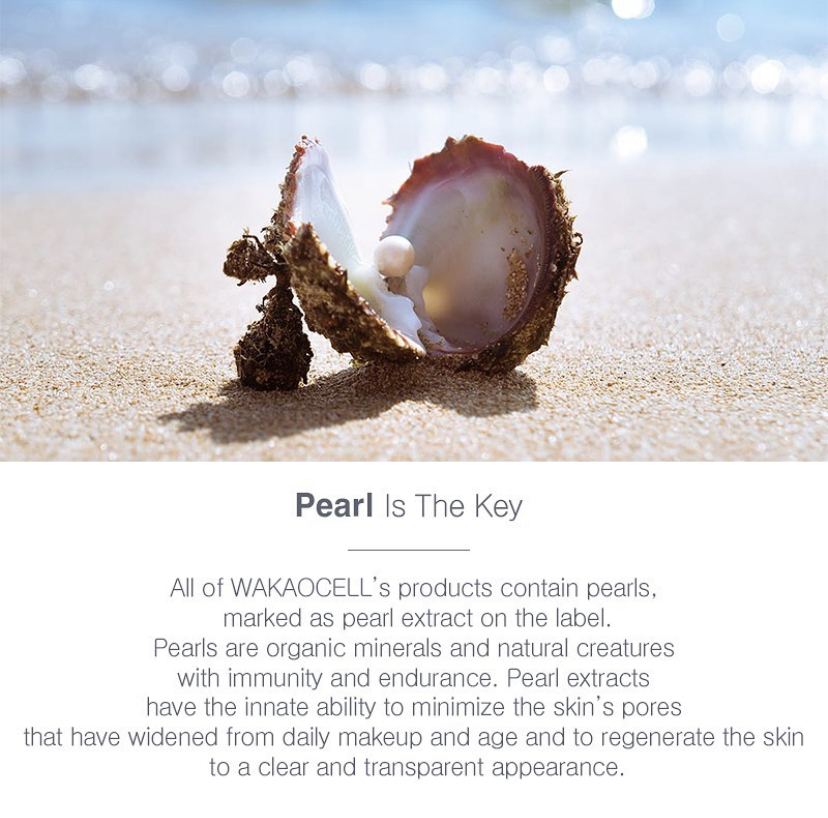 Pearl Is The Key
All of WAKAOCELL's products contain pearls,
marked as pearl extract on the label.
Pearls are organic minerals and natural creatures
with immunity and endurance. Pearl extracts
have the innate ability to minimize the skin's pores
that have widened from daily makeup and age and to regenerate the skin
to a clear and transparent appearance.